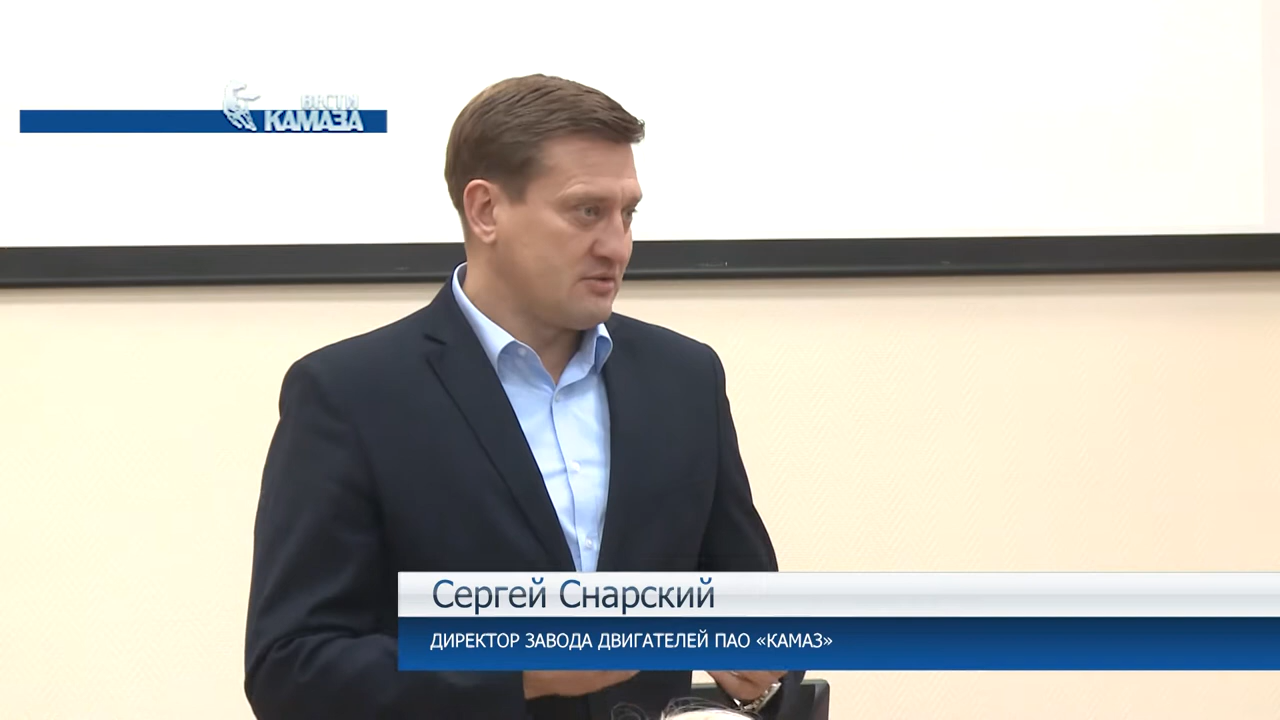 ВЕСТИ
КАМАЗА
Сергей Снарский
ДИРЕКТОР ЗАВОДА ДВИГАТЕЛЕЙ ПАО «КАМАЗ»